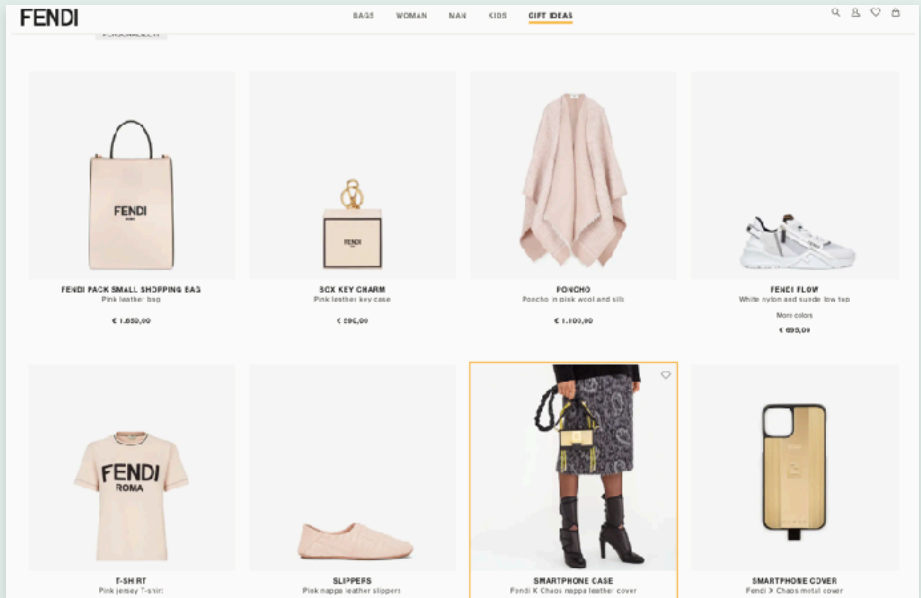 FENDI
BAGS WOMAN MAN KIDS GIFT IDEAS
FENDI
FENDI
FENDI
FENDI PACK SMALL SHOPPING BAG
Pink leather bag
BOX KEY CHARM
Pink leather key case
€
PONCHO
Poncho in pink wool and silk
FENDI FLOW
White nylon and suede low top
More colors
€
FENDI
ROMA
T-SHIRT
Pink jersey T-shirt
SLIPPERS
Pink nappa leather slippers
SMARTPHONE CASE
Fendi X Chaos nappa leather cover
SMARTPHONE COVER
Fendi X Chaos metal cover